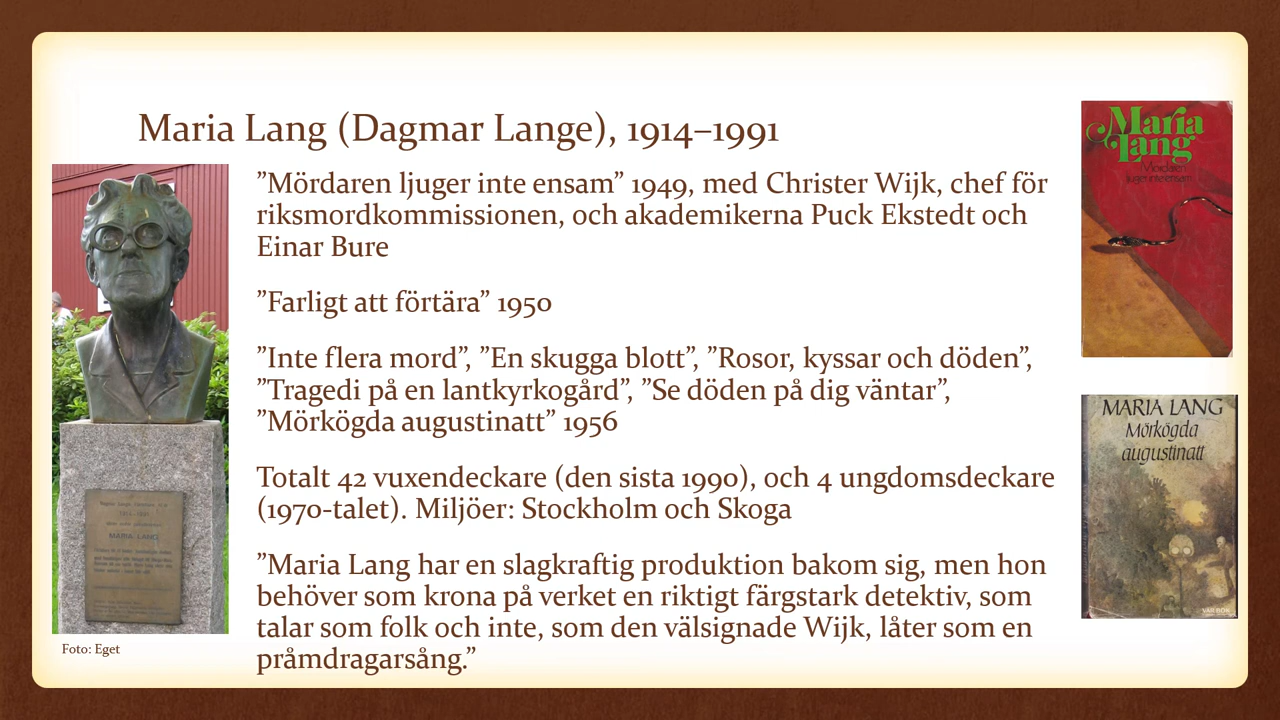 Maria Lang (Dagmar Lange), 1914–1991
”Mördaren ljuger inte ensam” 1949, med Christer Wijk, chef för
riksmordkommissionen, och akademikerna Puck Ekstedt och
Einar Bure
”Farligt att förtära” 1950
”Inte flera mord”, ”En skugga blott”, ”Rosor, kyssar och döden”,
”Tragedi på en lantkyrkogård”, ”Se döden på dig väntar”,
”Mörkögda augustinatt” 1956
Totalt 42 vuxendeckare (den sista 1990), och 4 ungdomsdeckare
(1970-talet). Miljöer: Stockholm och Skoga
”Maria Lang har en slagkraftig produktion bakom sig, men hon
behöver som krona på verket en riktigt färgstark detektiv, som
talar som folk och inte, som den välsignade Wijk, låter som en
pråmdragarsång.”
Foto: Eget
MARIA LANG
Maria
Lang
Mördaren
ljuger inte ensam
MARIA LANG
Mörkögda
augustinatt